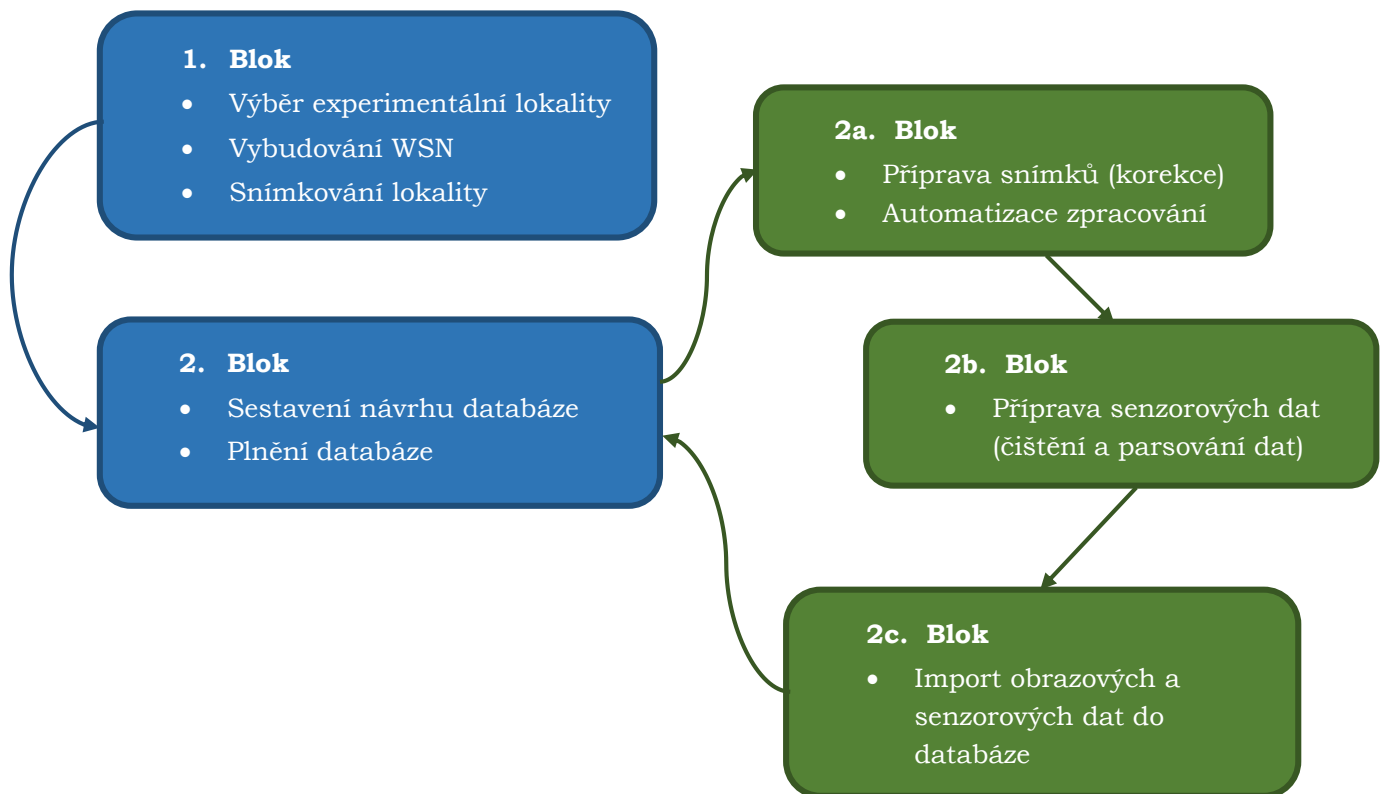 1. Blok
• Výběr experimentální lokality
• Vybudování WSN
• Snímkování lokality
2. Blok
• Sestavení návrhu databáze
• Plnění databáze
2a. Blok
• Příprava snímků (korekce)
• Automatizace zpracování
2b. Blok
• Příprava senzorových dat
(čištění a parsování dat)
2c. Blok
• Import obrazových a
senzorových dat do
databáze